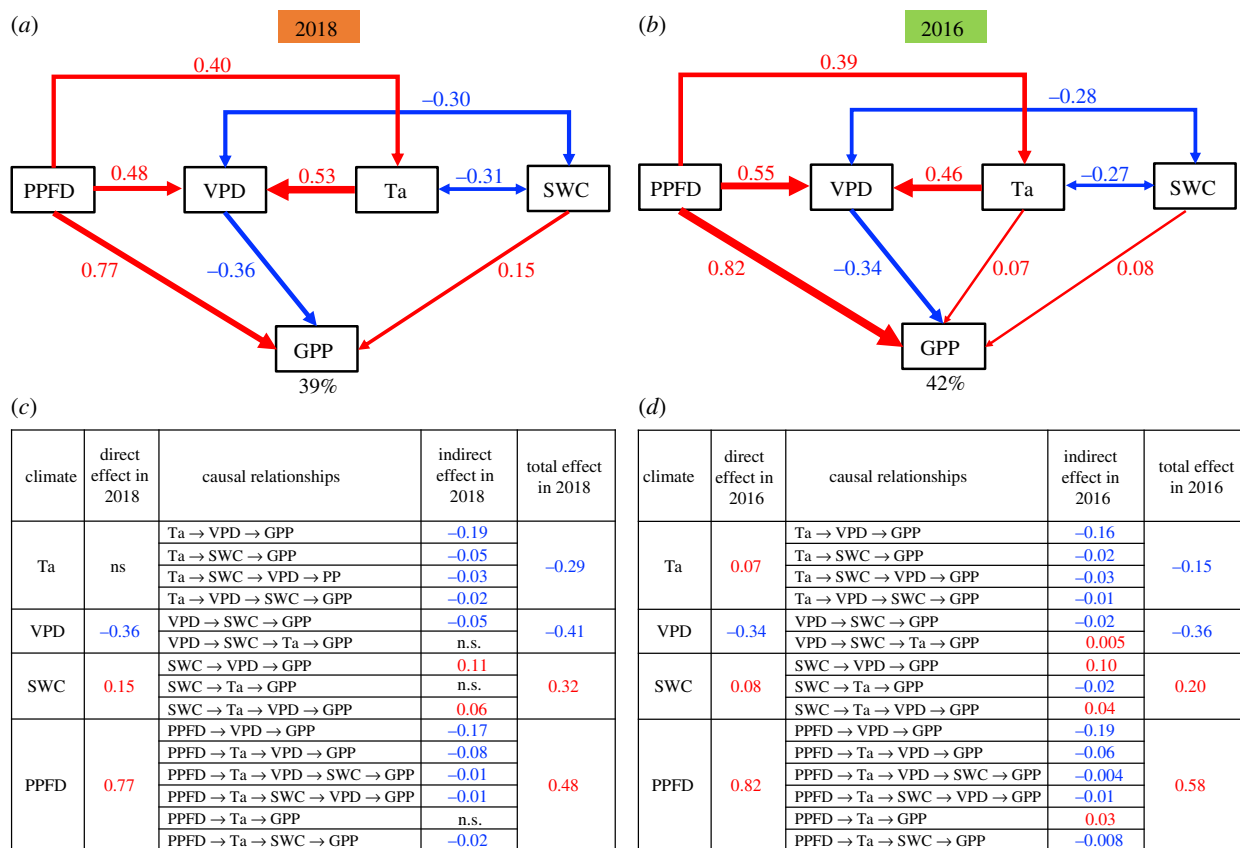 (a)
2018
0.40
–0.30
PPFD
0.48
VPD
0.53
Ta
–0.31
SWC
0.77
–0.36
0.15
GPP
39%
(b)
2016
0.39
–0.28
PPFD
0.55
VPD
0.46
Ta
–0.27
SWC
0.82
–0.34
0.07
0.08
GPP
42%
(c)
climate direct effect in 2018 causal relationships indirect effect in 2018 total effect in 2018
Ta ns –0.29
Ta → VPD → GPP –0.19
Ta → SWC → GPP –0.05
Ta → SWC → VPD → PP –0.03
Ta → VPD → SWC → GPP –0.02
VPD –0.36 –0.41
VPD → SWC → GPP –0.05
VPD → SWC → Ta → GPP n.s.
SWC 0.15 0.32
SWC → VPD → GPP 0.11
SWC → Ta → GPP n.s.
SWC → Ta → VPD → GPP 0.06
PPFD 0.77 0.48
PPFD → VPD → GPP –0.17
PPFD → Ta → VPD → GPP –0.08
PPFD → Ta → VPD → SWC → GPP –0.01
PPFD → Ta → SWC → VPD → GPP –0.01
PPFD → Ta → GPP n.s.
PPFD → Ta → SWC → GPP –0.02
(d)
climate direct effect in 2016 causal relationships indirect effect in 2016 total effect in 2016
Ta 0.07 –0.15
Ta → VPD → GPP –0.16
Ta → SWC → GPP –0.02
Ta → SWC → VPD → GPP –0.03
Ta → VPD → SWC → GPP –0.01
VPD –0.34 –0.36
VPD → SWC → GPP –0.02
VPD → SWC → Ta → GPP 0.005
SWC 0.08 0.20
SWC → VPD → GPP 0.10
SWC → Ta → GPP –0.02
SWC → Ta → VPD → GPP 0.04
PPFD 0.82 0.58
PPFD → VPD → GPP –0.19
PPFD → Ta → VPD → GPP –0.06
PPFD → Ta → VPD → SWC → GPP –0.004
PPFD → Ta → SWC → VPD → GPP –0.01
PPFD → Ta → GPP 0.03
PPFD → Ta → SWC → GPP –0.008